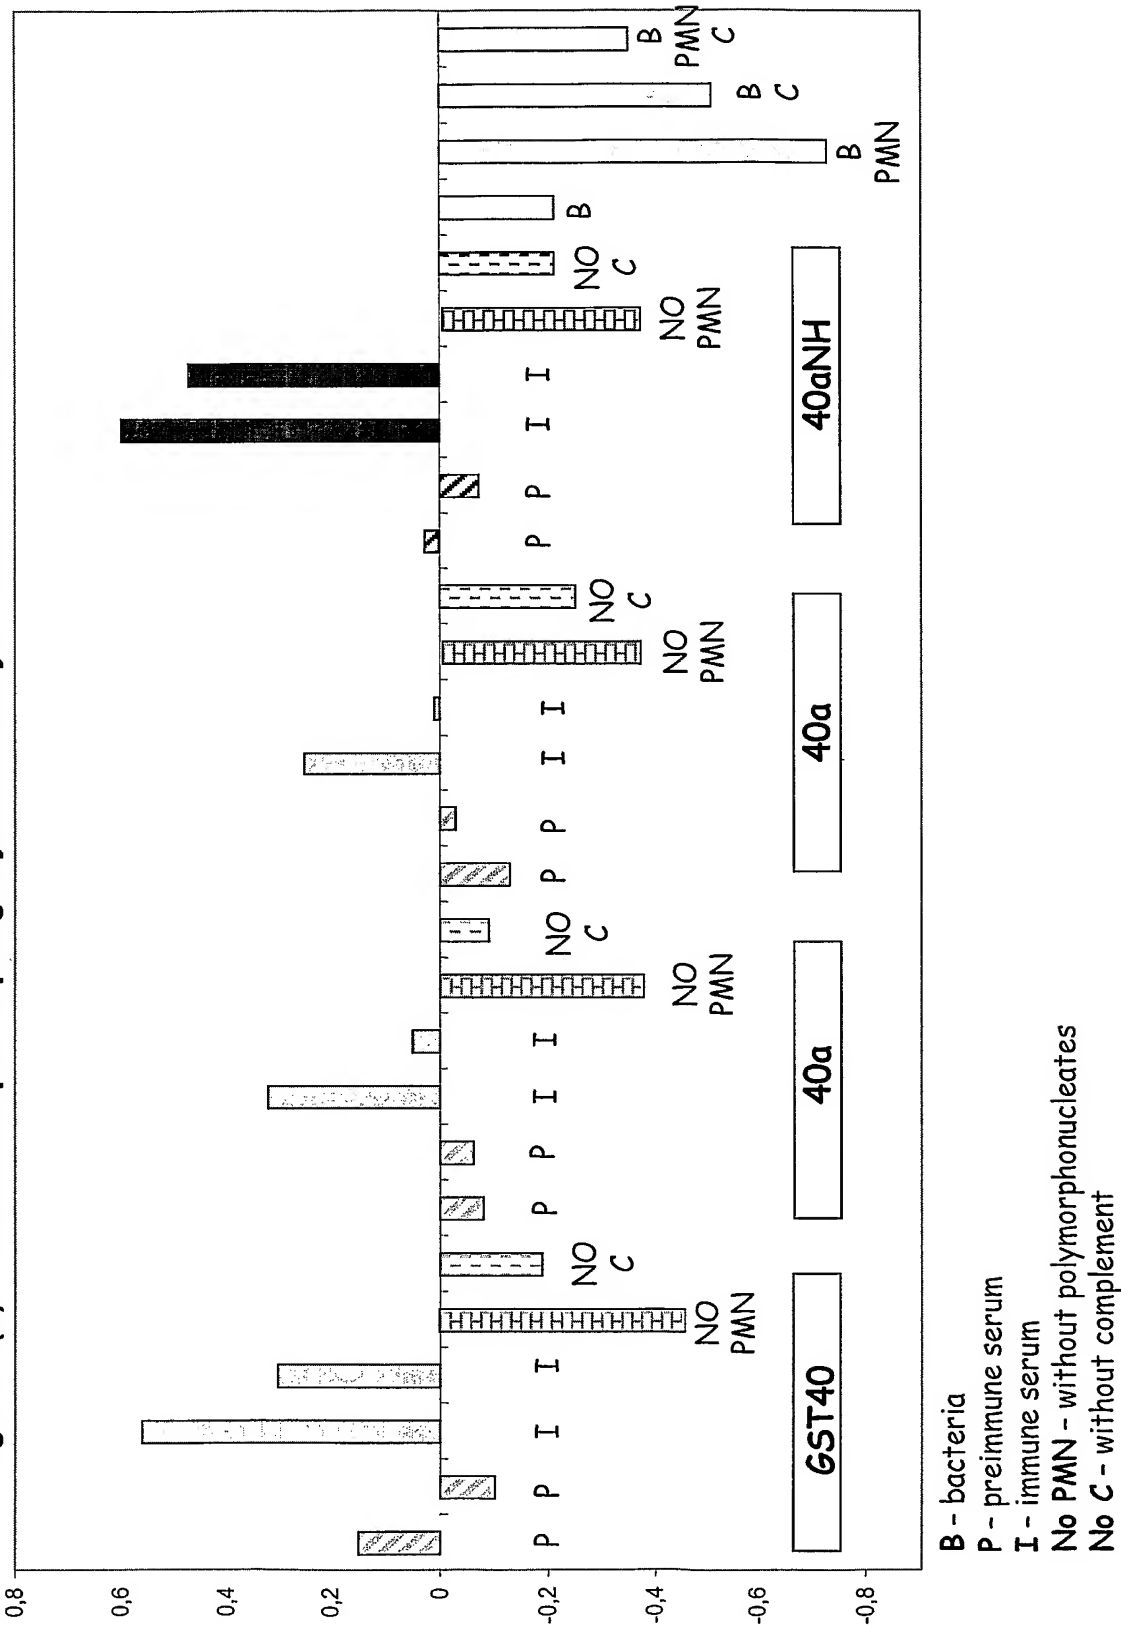 0,8
0,6
0,4
0,2
0
-0,2
-0,4
-0,6
-0,8
P
P
I
I
NO
PMN
NO
C
P
P
I
I
NO
PMN
NO
C
P
P
I
I
NO
PMN
NO
C
P
P
I
I
NO
PMN
NO
C
B
B
PMN
B
C
B
PMN
C
GST40
40a
40a
40aNH
B - bacteria
P - preimmune serum
I - immune serum
No PMN - without polymorphonucleates
No C - without complement